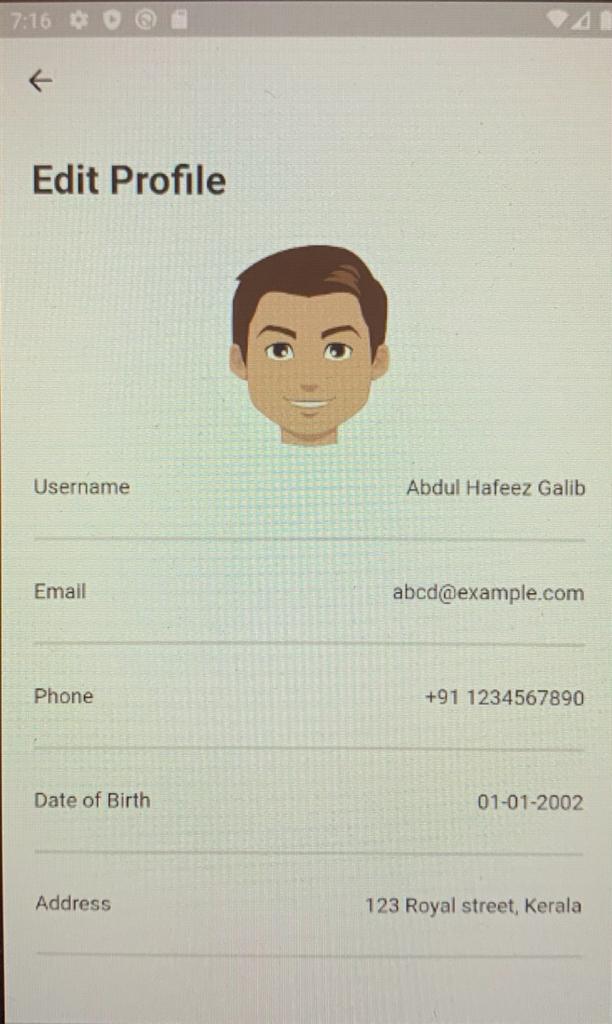 7:16
Edit Profile
Username Abdul Hafeez Galib
Email abcd@example.com
Phone +91 1234567890
Date of Birth 01-01-2002
Address 123 Royal street, Kerala